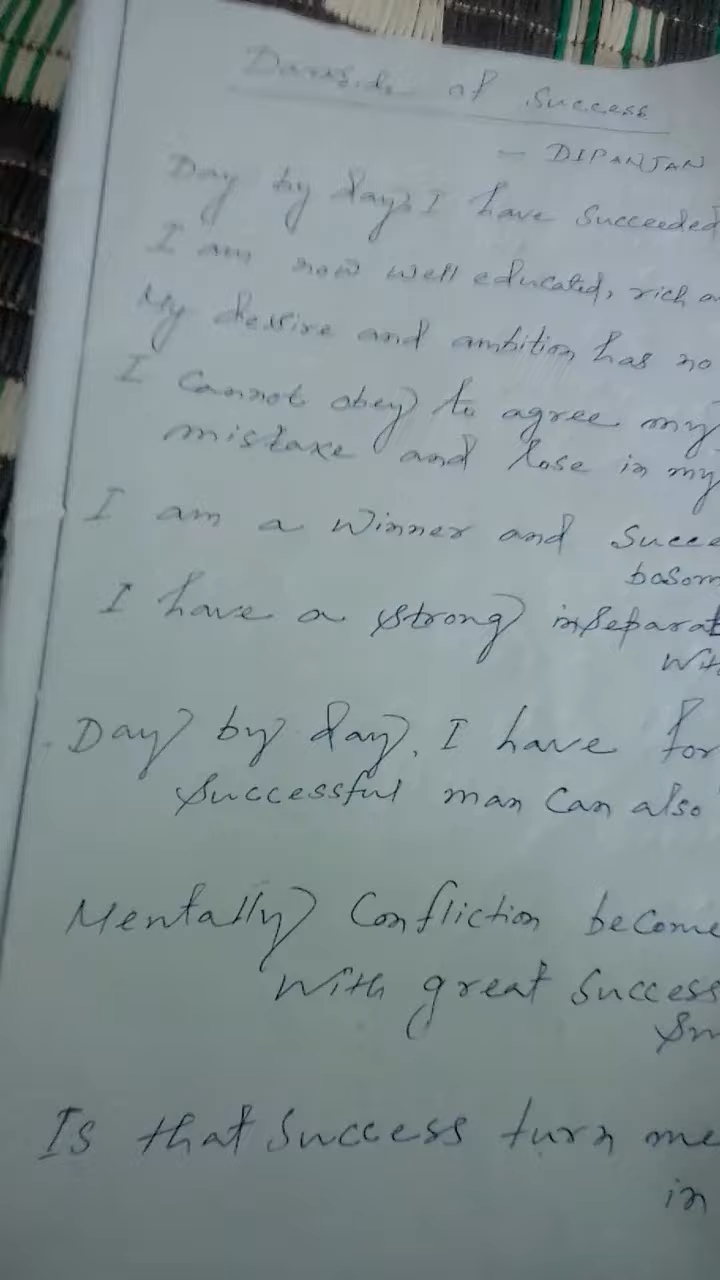 of Success
- DIPANJAN
Day by day, I have Succeeded
I am now well educated, rich
My desire and ambition has no
I Cannot obey to agree my
mistake and lose in my
I am a Winner and Succe
bosom
I have a strong inseparat
With
Day by day, I have for
Successful man Can also
Mentally Confliction become
With great Success
Sm
Is that Success turn me
in